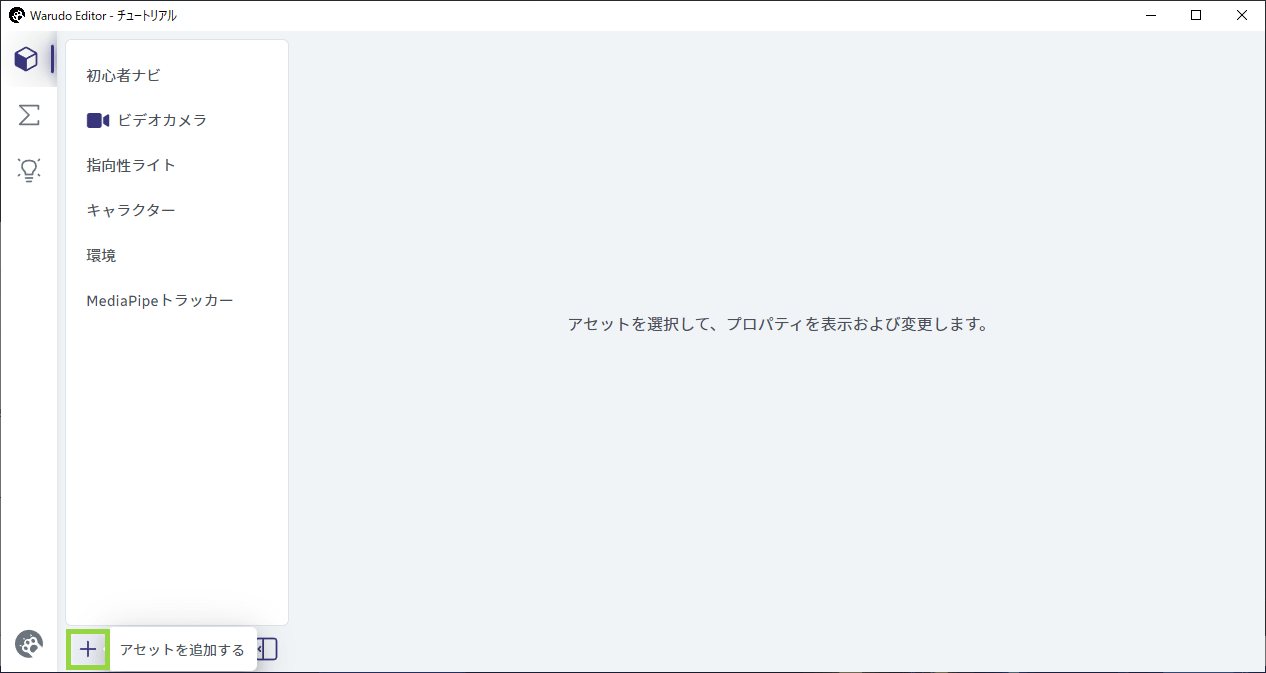 Warudo Editor - チュートリアル
初心者ナビ
ビデオカメラ
指向性ライト
キャラクター
環境
MediaPipeトラッカー
アセットを選択して、プロパティを表示および変更します。
アセットを追加する